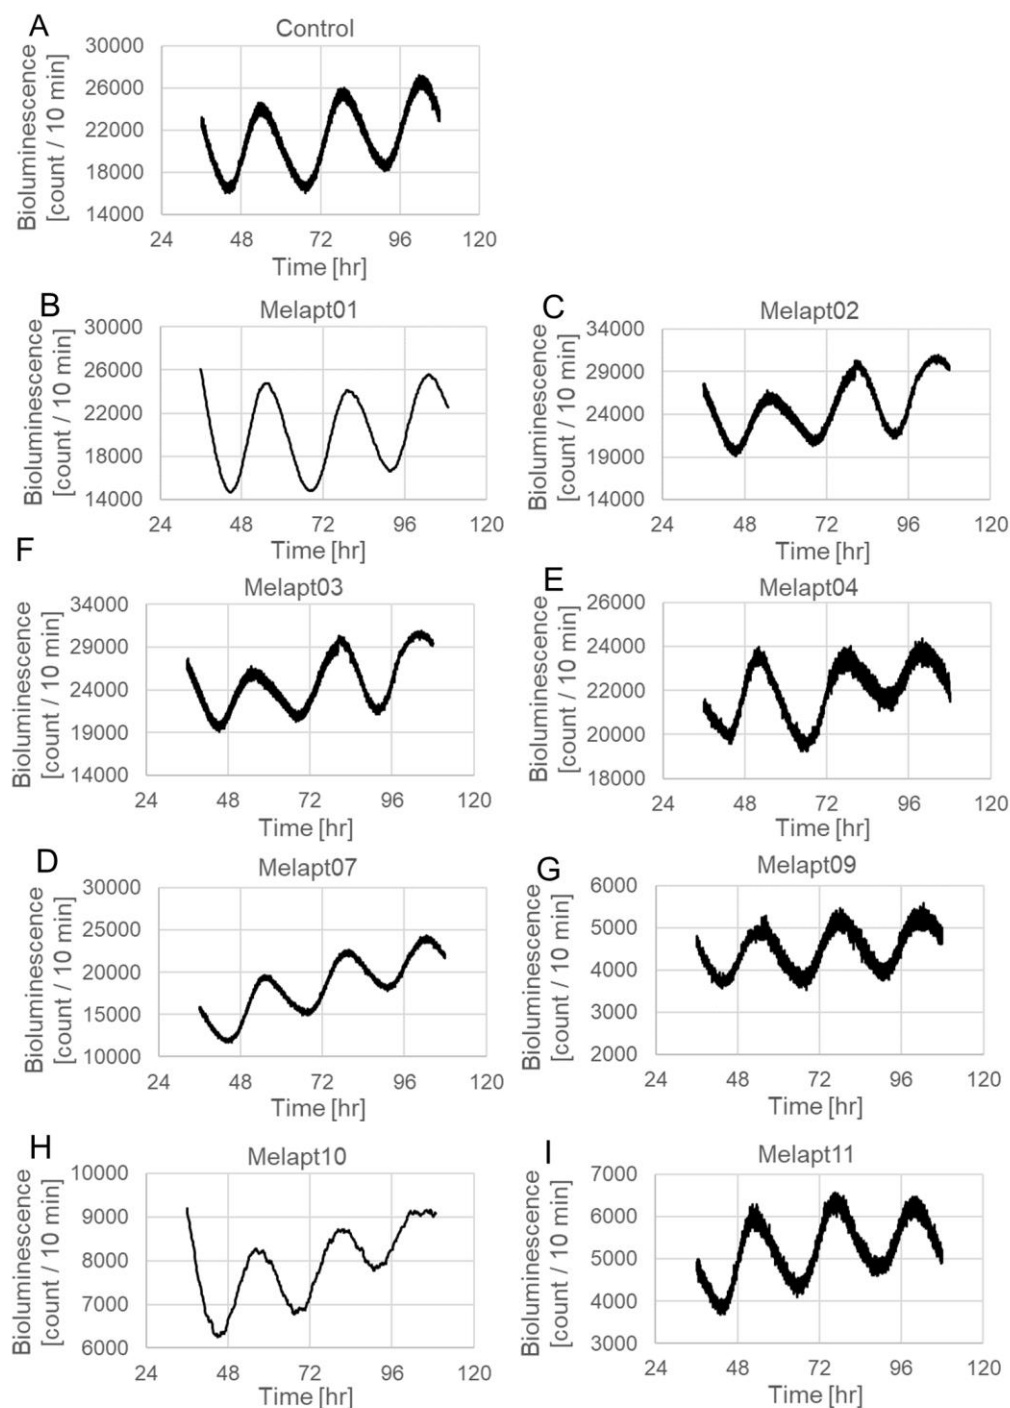 A
Control
Bioluminescence
[count / 10 min]
30000
26000
22000
18000
14000
24 48 72 96 120
Time [hr]
B
Melapt01
Bioluminescence
[count / 10 min]
30000
26000
22000
18000
14000
24 48 72 96 120
Time [hr]
C
Melapt02
Bioluminescence
[count / 10 min]
34000
29000
24000
19000
14000
24 48 72 96 120
Time [hr]
F
Melapt03
Bioluminescence
[count / 10 min]
34000
29000
24000
19000
14000
24 48 72 96 120
Time [hr]
E
Melapt04
Bioluminescence
[count / 10 min]
26000
24000
22000
20000
18000
24 48 72 96 120
Time [hr]
D
Melapt07
Bioluminescence
[count / 10 min]
30000
25000
20000
15000
10000
24 48 72 96 120
Time [hr]
G
Melapt09
Bioluminescence
[count / 10 min]
6000
5000
4000
3000
2000
24 48 72 96 120
Time [hr]
H
Melapt10
Bioluminescence
[count / 10 min]
10000
9000
8000
7000
6000
24 48 72 96 120
Time [hr]
I
Melapt11
Bioluminescence
[count / 10 min]
7000
6000
5000
4000
3000
24 48 72 96 120
Time [hr]